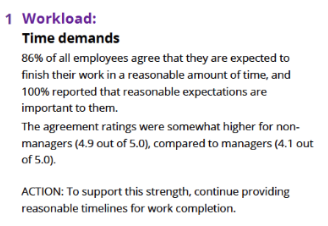 1 Workload:
Time demands
86% of all employees agree that they are expected to
finish their work in a reasonable amount of time, and
100% reported that reasonable expectations are
important to them.
The agreement ratings were somewhat higher for non-
managers (4.9 out of 5.0), compared to managers (4.1 out
of 5.0).
ACTION: To support this strength, continue providing
reasonable timelines for work completion.